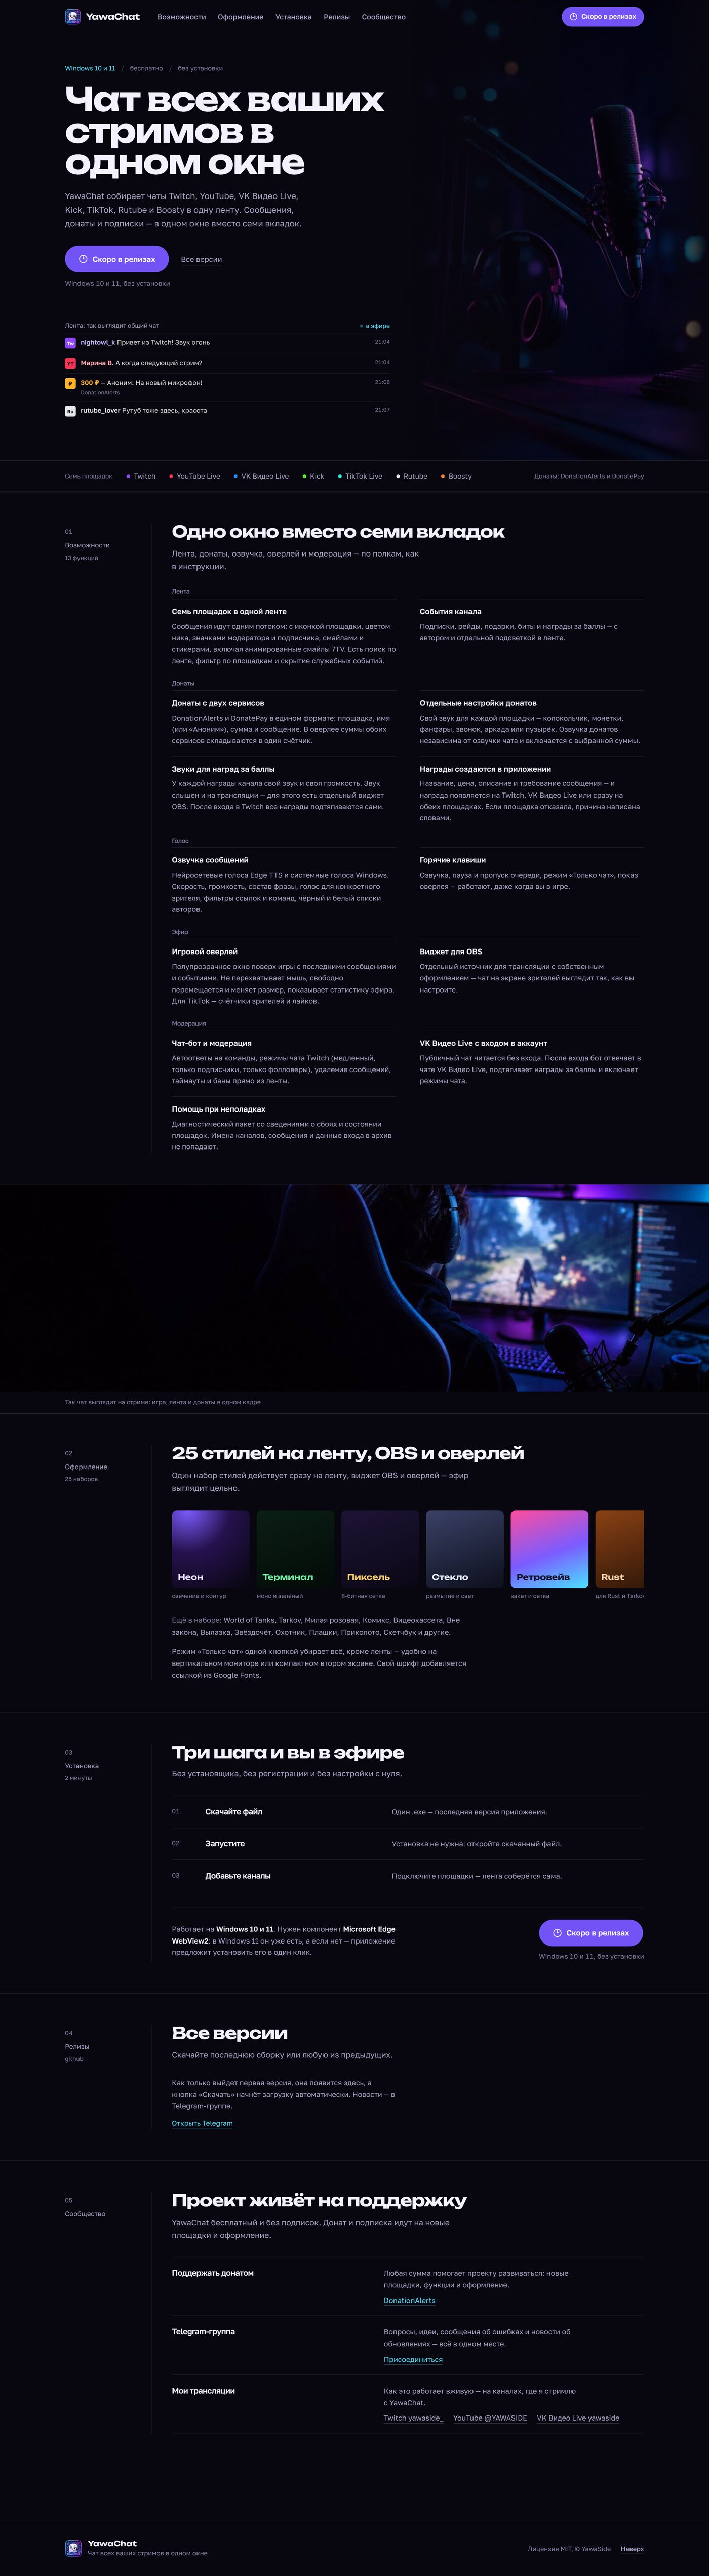 YawaChat
Возможности
Оформление
Установка
Релизы
Сообщество
Скоро в релизах
Windows 10 и 11 / бесплатно / без установки
Чат всех ваших
стримов в
одном окне
YawaChat собирает чаты Twitch, YouTube, VK Видео Live,
Kick, TikTok, Rutube и Boosty в одну ленту. Сообщения,
донаты и подписки — в одном окне вместо семи вкладок.
Скоро в релизах
Все версии
Windows 10 и 11, без установки
Лента: так выглядит общий чат
в эфире
Tw nightowl_k Привет из Twitch! Звук огонь 21:04
YT Марина В. А когда следующий стрим? 21:04
₽ 300 ₽ — Аноним: На новый микрофон! 21:06
DonationAlerts
Ru rutube_lover Рутуб тоже здесь, красота 21:07
Семь площадок
Twitch
YouTube Live
VK Видео Live
Kick
TikTok Live
Rutube
Boosty
Донаты: DonationAlerts и DonatePay
01
Возможности
13 функций
Одно окно вместо семи вкладок
Лента, донаты, озвучка, оверлей и модерация — по полкам, как
в инструкции.
Лента
Семь площадок в одной ленте
Сообщения идут одним потоком: с иконкой площадки, цветом
ника, значками модератора и подписчика, смайлами и
стикерами, включая анимированные смайлы 7TV. Есть поиск по
ленте, фильтр по площадкам и скрытие служебных событий.
События канала
Подписки, рейды, подарки, биты и награды за баллы — с
автором и отдельной подсветкой в ленте.
Донаты
Донаты с двух сервисов
DonationAlerts и DonatePay в едином формате: площадка, имя
(или «Аноним»), сумма и сообщение. В оверлее суммы обоих
сервисов складываются в один счётчик.
Отдельные настройки донатов
Свой звук для каждой площадки — колокольчик, монетки,
фанфары, звонок, аркада или пузырёк. Озвучка донатов
независима от озвучки чата и включается с выбранной суммы.
Звуки для наград за баллы
У каждой награды канала свой звук и своя громкость. Звук
слышен и на трансляции — для этого есть отдельный виджет
OBS. После входа в Twitch все награды подтягиваются сами.
Награды создаются в приложении
Название, цена, описание и требование сообщения — и
награда появляется на Twitch, VK Видео Live или сразу на
обеих площадках. Если площадка отказала, причина написана
словами.
Голос
Озвучка сообщений
Нейросетевые голоса Edge TTS и системные голоса Windows.
Скорость, громкость, состав фразы, голос для конкретного
зрителя, фильтры ссылок и команд, чёрный и белый списки
авторов.
Горячие клавиши
Озвучка, пауза и пропуск очереди, режим «Только чат», показ
оверлея — работают, даже когда вы в игре.
Эфир
Игровой оверлей
Полупрозрачное окно поверх игры с последними сообщениями
и событиями. Не перехватывает мышь, свободно
перемещается и меняет размер, показывает статистику эфира.
Для TikTok — счётчики зрителей и лайков.
Виджет для OBS
Отдельный источник для трансляции с собственным
оформлением — чат на экране зрителей выглядит так, как вы
настроите.
Модерация
Чат-бот и модерация
Автоответы на команды, режимы чата Twitch (медленный,
только подписчики, только фолловеры), удаление сообщений,
таймауты и баны прямо из ленты.
VK Видео Live с входом в аккаунт
Публичный чат читается без входа. После входа бот отвечает в
чате VK Видео Live, подтягивает награды за баллы и включает
режимы чата.
Помощь при неполадках
Диагностический пакет со сведениями о сбоях и состоянии
площадок. Имена каналов, сообщения и данные входа в архив
не попадают.
Так чат выглядит на стриме: игра, лента и донаты в одном кадре
02
Оформление
25 наборов
25 стилей на ленту, OBS и оверлей
Один набор стилей действует сразу на ленту, виджет OBS и оверлей — эфир
выглядит цельно.
Неон
свечение и контур
Терминал
моно и зелёный
Пиксель
8-битная сетка
Стекло
размытие и свет
Ретровейв
закат и сетка
Rust
для Rust и Tarkov
Ещё в наборе: World of Tanks, Tarkov, Милая розовая, Комикс, Видеокассета, Вне
закона, Вылазка, Звёздочёт, Охотник, Плашки, Приколото, Скетчбук и другие.
Режим «Только чат» одной кнопкой убирает всё, кроме ленты — удобно на
вертикальном мониторе или компактном втором экране. Свой шрифт добавляется
ссылкой из Google Fonts.
03
Установка
2 минуты
Три шага и вы в эфире
Без установщика, без регистрации и без настройки с нуля.
01 Скачайте файл Один .exe — последняя версия приложения.
02 Запустите Установка не нужна: откройте скачанный файл.
03 Добавьте каналы Подключите площадки — лента соберётся сама.
Работает на Windows 10 и 11. Нужен компонент Microsoft Edge
WebView2: в Windows 11 он уже есть, а если нет — приложение
предложит установить его в один клик.
Скоро в релизах
Windows 10 и 11, без установки
04
Релизы
github
Все версии
Скачайте последнюю сборку или любую из предыдущих.
Как только выйдет первая версия, она появится здесь, а
кнопка «Скачать» начнёт загрузку автоматически. Новости — в
Telegram-группе.
Открыть Telegram
05
Сообщество
Проект живёт на поддержку
YawaChat бесплатный и без подписок. Донат и подписка идут на новые
площадки и оформление.
Поддержать донатом
Любая сумма помогает проекту развиваться: новые
площадки, функции и оформление.
DonationAlerts
Telegram-группа
Вопросы, идеи, сообщения об ошибках и новости об
обновлениях — всё в одном месте.
Присоединиться
Мои трансляции
Как это работает вживую — на каналах, где я стримлю
с YawaChat.
Twitch yawaside_
YouTube @YAWASIDE
VK Видео Live yawaside
YawaChat
Чат всех ваших стримов в одном окне
Лицензия MIT, © YawaSide
Наверх